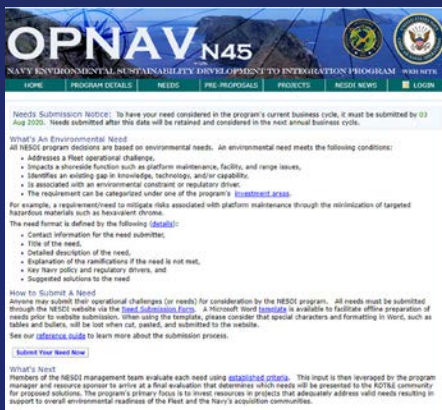 OPNAV N45
NAVY ENVIRONMENTAL SUSTAINABILITY DEVELOPMENT TO INTEGRATION PROGRAM WEB SITE
HOME PROGRAM DETAILS NEEDS PRE-PROPOSALS PROJECTS NESDI NEWS LOGIN
Needs Submission Notice: To have your need considered in the program's current business cycle, it must be submitted by 03
Aug 2020. Needs submitted after this date will be retained and considered in the next annual business cycle.
What's An Environmental Need
All NESDI program decisions are based on environmental needs. An environmental need meets the following conditions:
• Addresses a Fleet operational challenge,
• Impacts a shoreside function such as platform maintenance, facility, and range issues,
• Identifies an existing gap in knowledge, technology, and/or capability,
• Is associated with an environmental constraint or regulatory driver.
• The requirement can be categorized under one of the program's investment areas.
For example, a requirement/need to mitigate risks associated with platform maintenance through the minimization of targeted
hazardous materials such as hexavalent chrome.
The need format is defined by the following (details):
• Contact information for the need submitter,
• Title of the need,
• Detailed description of the need,
• Explanation of the ramifications if the need is not met,
• Key Navy policy and regulatory drivers, and
• Suggested solutions to the need
How to Submit A Need
Anyone may submit their operational challenges (or needs) for consideration by the NESDI program. All needs must be submitted
through the NESDI website via the Need Submission Form. A Microsoft Word template is available to facilitate offline preparation of
needs prior to website submission. When using the template, please consider that special characters and formatting in Word, such as
tables and bullets, will be lost when cut, pasted, and submitted to the website.
See our reference guide to learn more about the submission process.
Submit Your Need Now
What's Next
Members of the NESDI management team evaluate each need using established criteria. This input is then leveraged by the program
manager and resource sponsor to arrive at a final evaluation that determines which needs will be presented to the RDT&E community
for proposed solutions. The program's primary focus is to invest resources in projects that adequately address valid needs resulting in
support to overall environmental readiness of the Fleet and the Navy's acquisition communities.